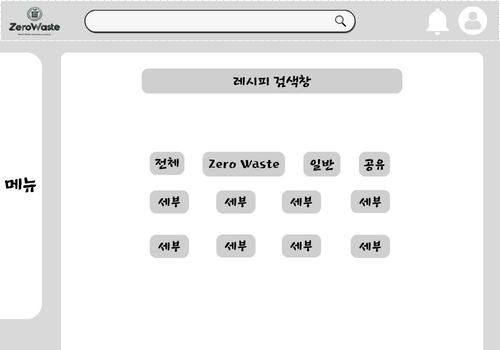 ZeroWaste
레시피 검색창
전체 Zero Waste 일반 공유
메뉴
세부 세부 세부 세부
세부 세부 세부 세부